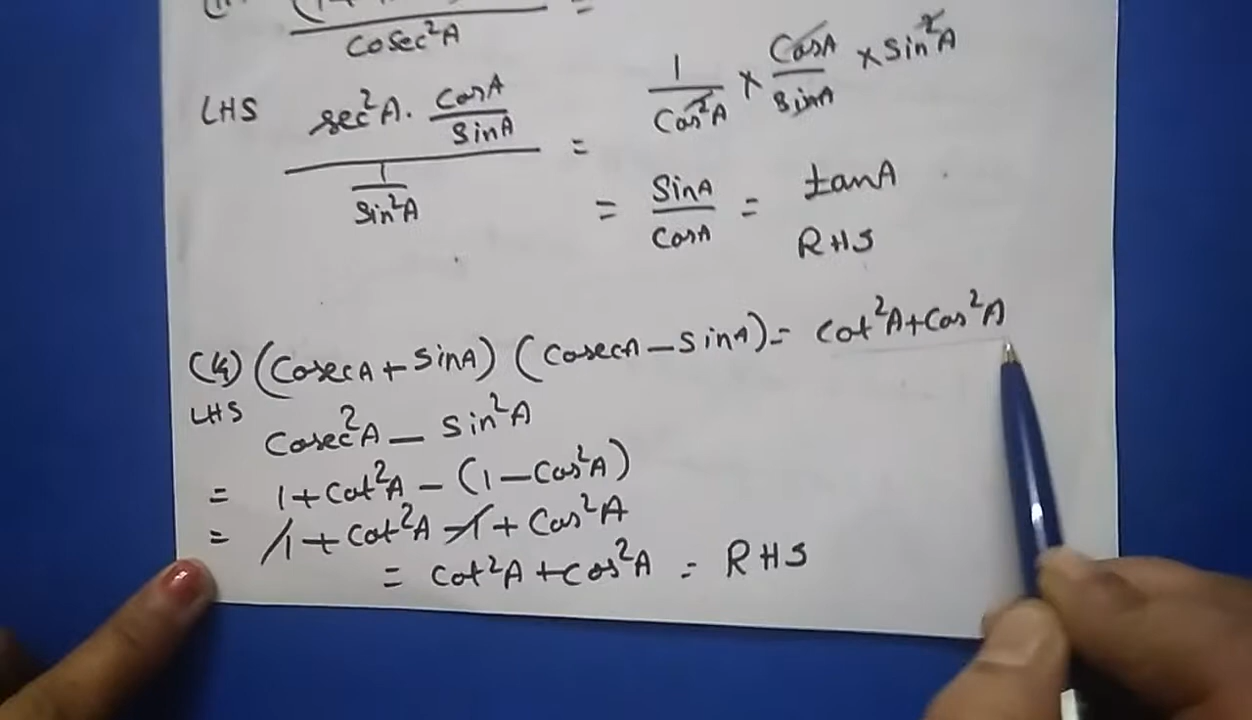 Cosec²A
LHS sec²A. CosA/SinA / 1/Sin²A = 1/Cos²A × CosA/SinA × Sin²A
= SinA/CosA = tanA
RHS
(4) (CosecA + SinA) (CosecA – SinA) = Cot²A + Cos²A
LHS
Cosec²A – Sin²A
= 1 + Cot²A – (1 – Cos²A)
= 1 + Cot²A – 1 + Cos²A
= Cot²A + Cos²A = RHS